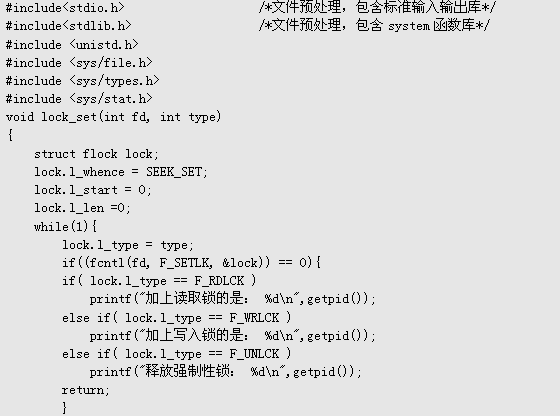 #include<stdio.h> /*文件预处理，包含标准输入输出库*/
#include<stdlib.h> /*文件预处理，包含 system 函数库*/
#include <unistd.h>
#include <sys/file.h>
#include <sys/types.h>
#include <sys/stat.h>
void lock_set(int fd, int type)
{
    struct flock lock;
    lock.l_whence = SEEK_SET;
    lock.l_start = 0;
    lock.l_len =0;
    while(1){
        lock.l_type = type;
        if((fcntl(fd, F_SETLK, &lock)) == 0){
        if( lock.l_type == F_RDLCK )
            printf("加上读取锁的是： %d\n",getpid());
        else if( lock.l_type == F_WRLCK )
            printf("加上写入锁的是： %d\n",getpid());
        else if( lock.l_type == F_UNLCK )
            printf("释放强制性锁： %d\n",getpid());
        return;
        }